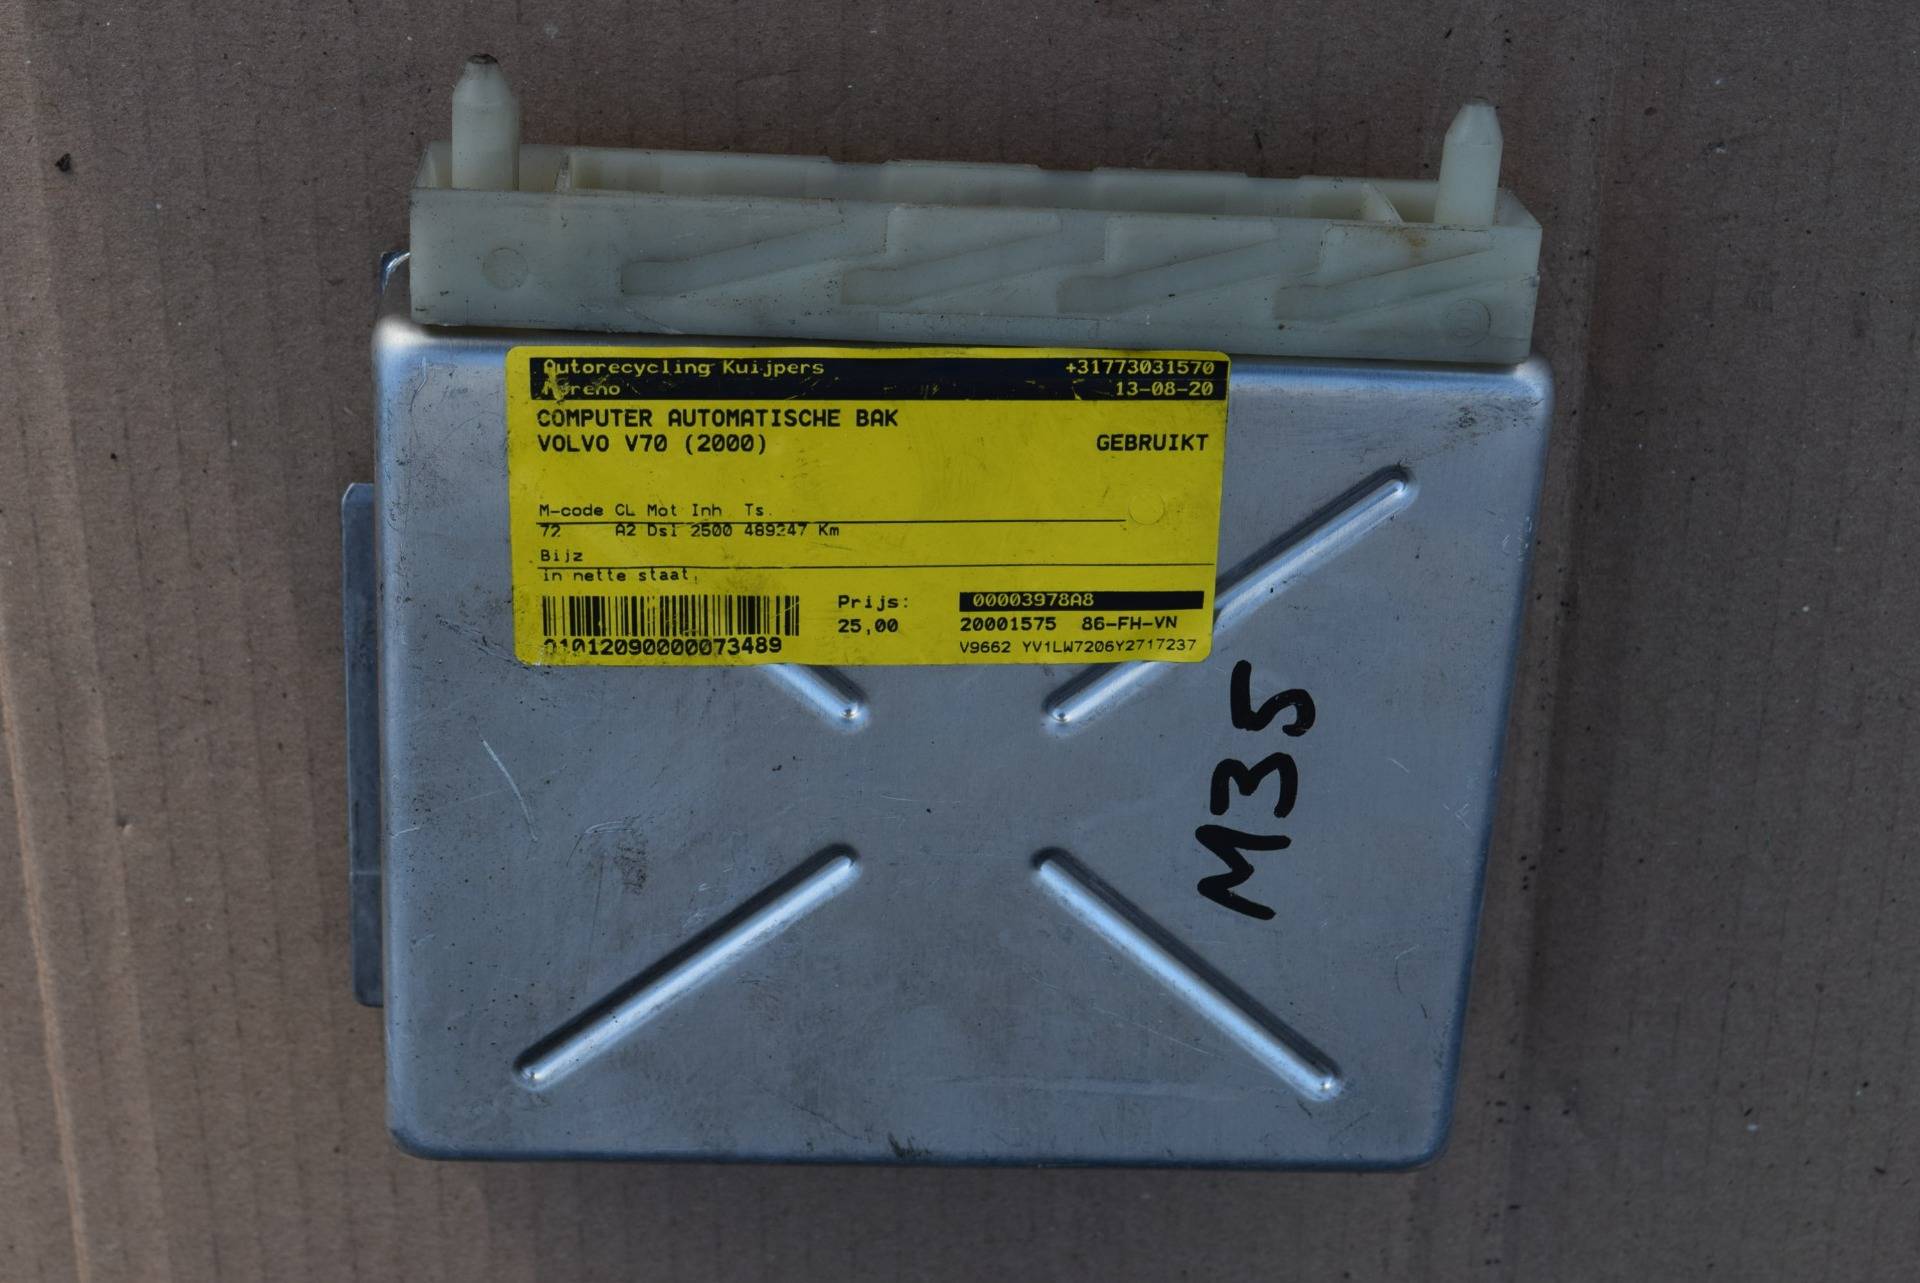 Autorecycling Kuijpers +31773031570
13-08-20
COMPUTER AUTOMATISCHE BAK
VOLVO V70 (2000) GEBRUIKT
M-code CL Mot Inh Ts.
72 A2 Dsl 2500 489247 Km
Bijz
in nette staat,
Prijs: 00003978A8
25,00 20001575 86-FH-VN
01012090000073489 V9662 YV1LW7206Y2717237
M35